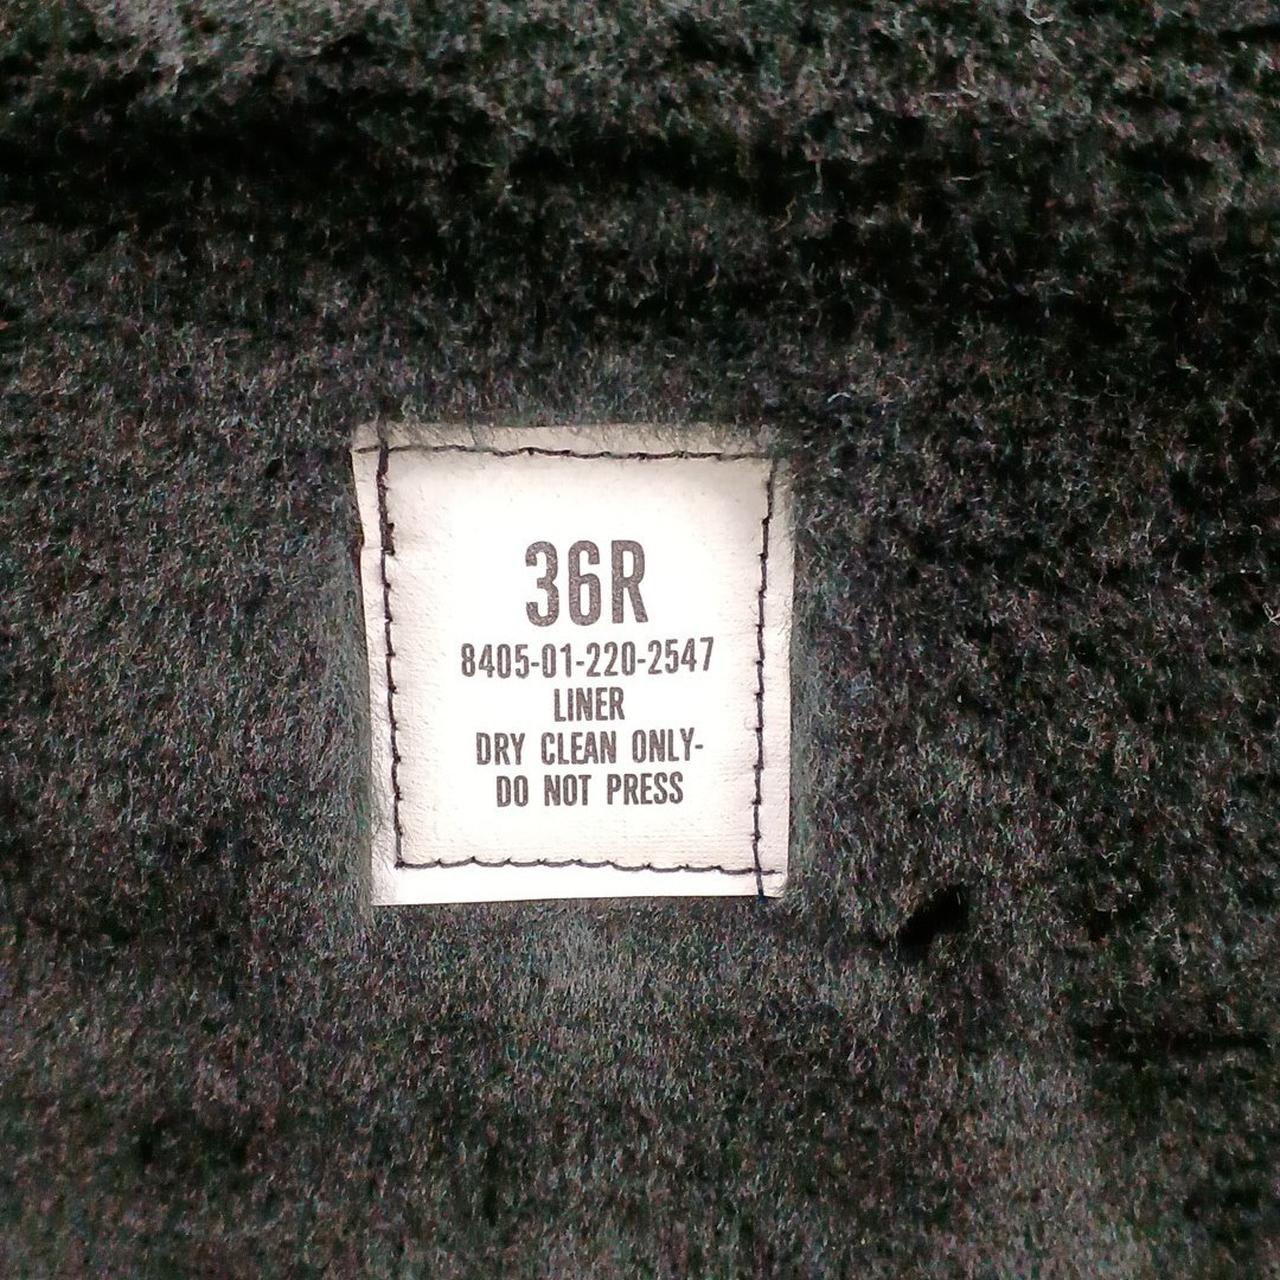 36R
8405-01-220-2547
LINER
DRY CLEAN ONLY-
DO NOT PRESS